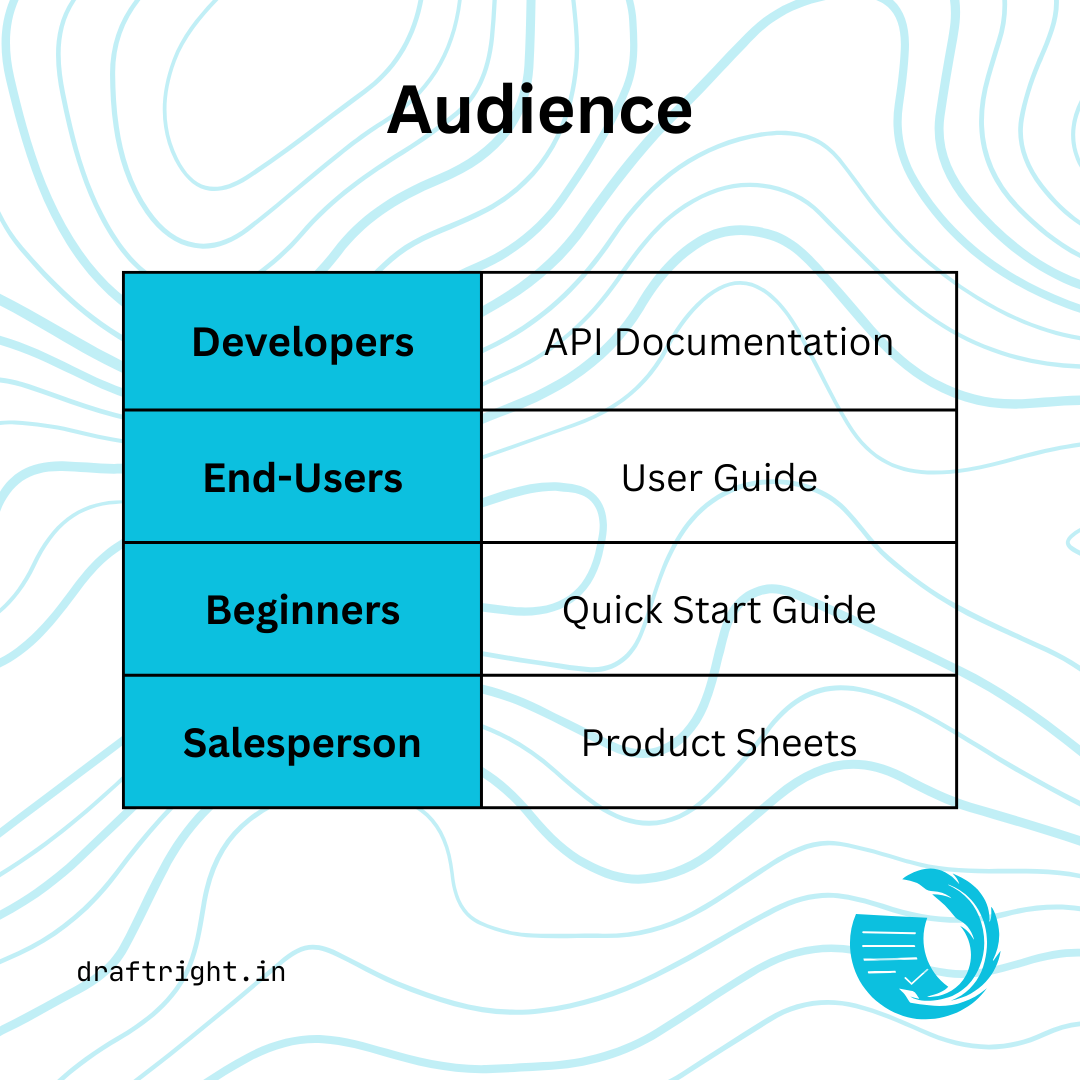 Audience
Developers
API Documentation
End-Users
User Guide
Beginners
Quick Start Guide
Salesperson
Product Sheets
draftright.in